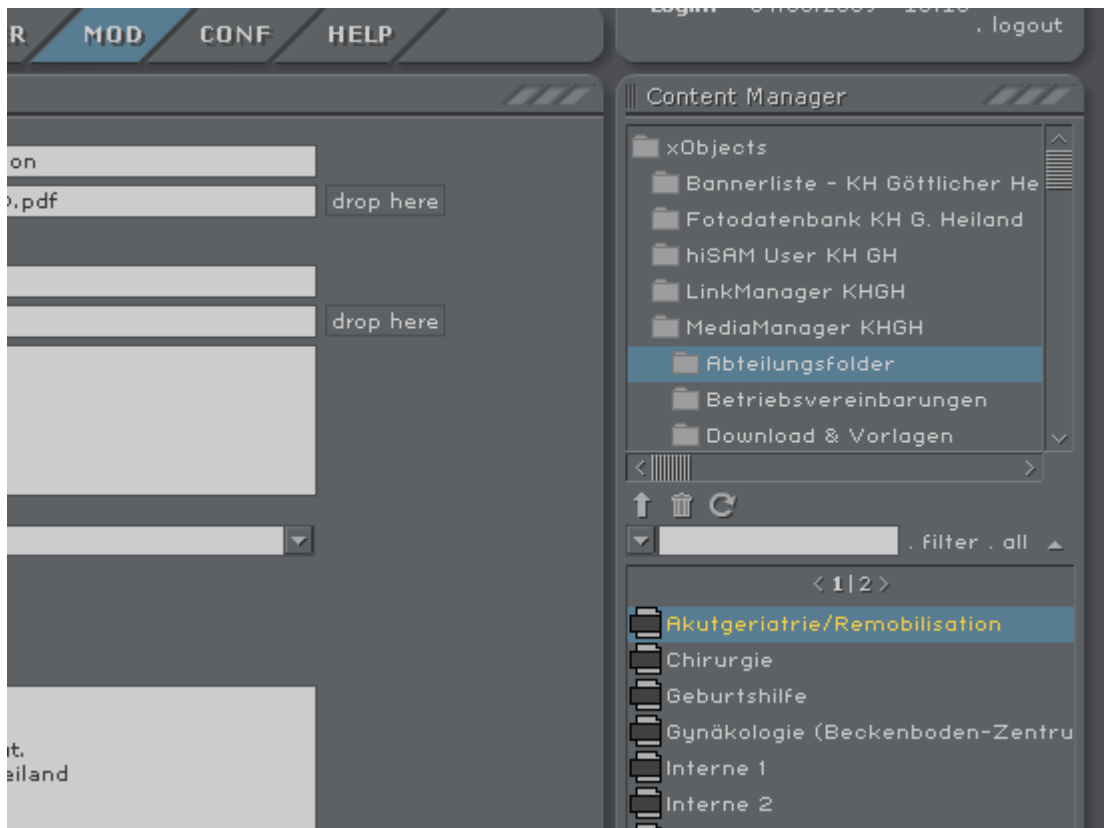 R MOD CONF HELP
. logout
Content Manager
on
.pdf drop here
drop here
xObjects
Bannerliste - KH Göttlicher He
Fotodatenbank KH G. Heiland
hiSAM User KH GH
LinkManager KHGH
MediaManager KHGH
Abteilungsfolder
Betriebsvereinbarungen
Download & Vorlagen
. filter . all
< 1|2 >
Akutgeriatrie/Remobilisation
Chirurgie
Geburtshilfe
Gynäkologie (Beckenboden-Zentru
Interne 1
Interne 2
ut.
eiland